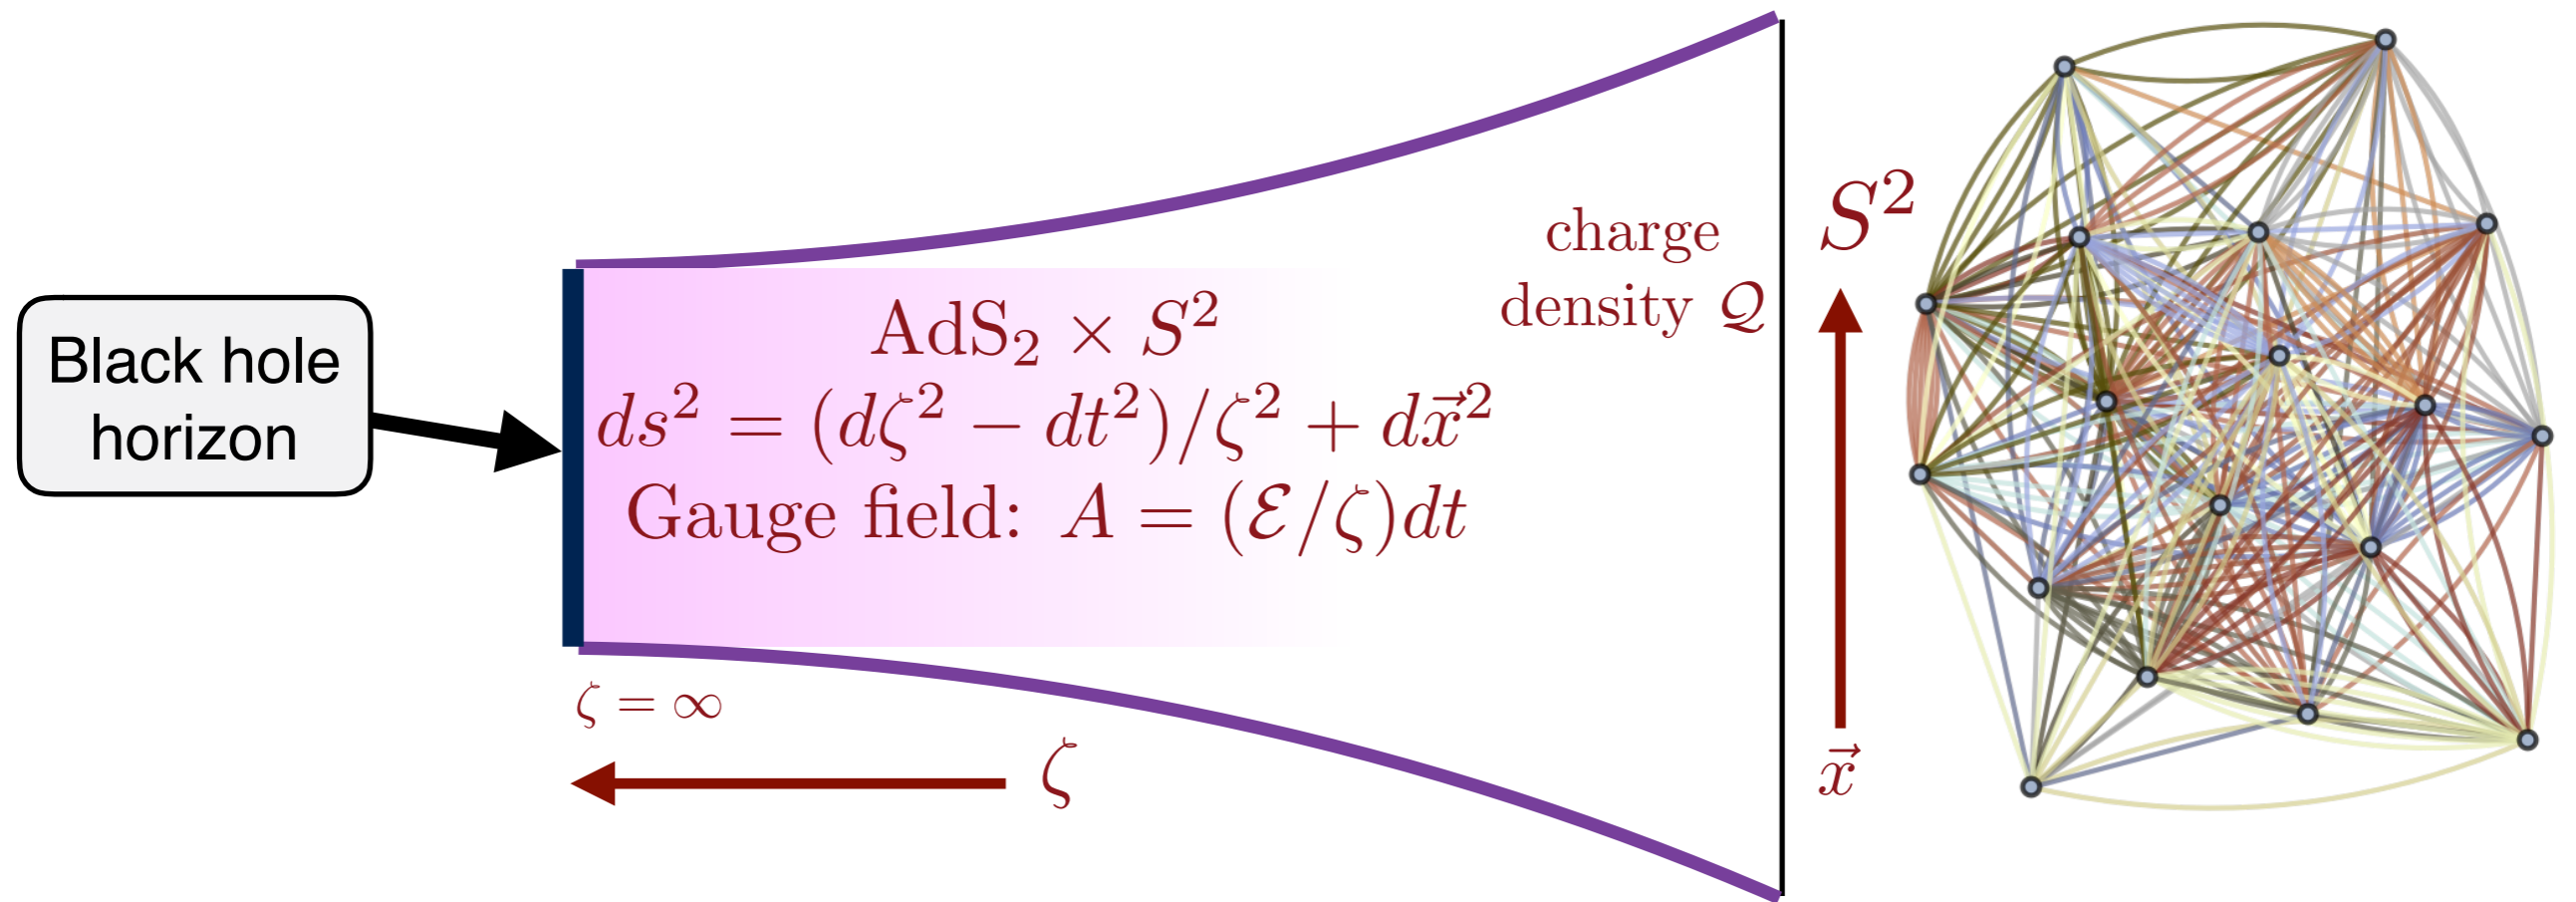 Black hole
horizon
AdS₂ × S²
ds² = (dζ² − dt²)/ζ² + dx⃗²
Gauge field: A = (ℰ/ζ)dt
ζ = ∞
ζ
charge
density 𝒬
S²
x⃗